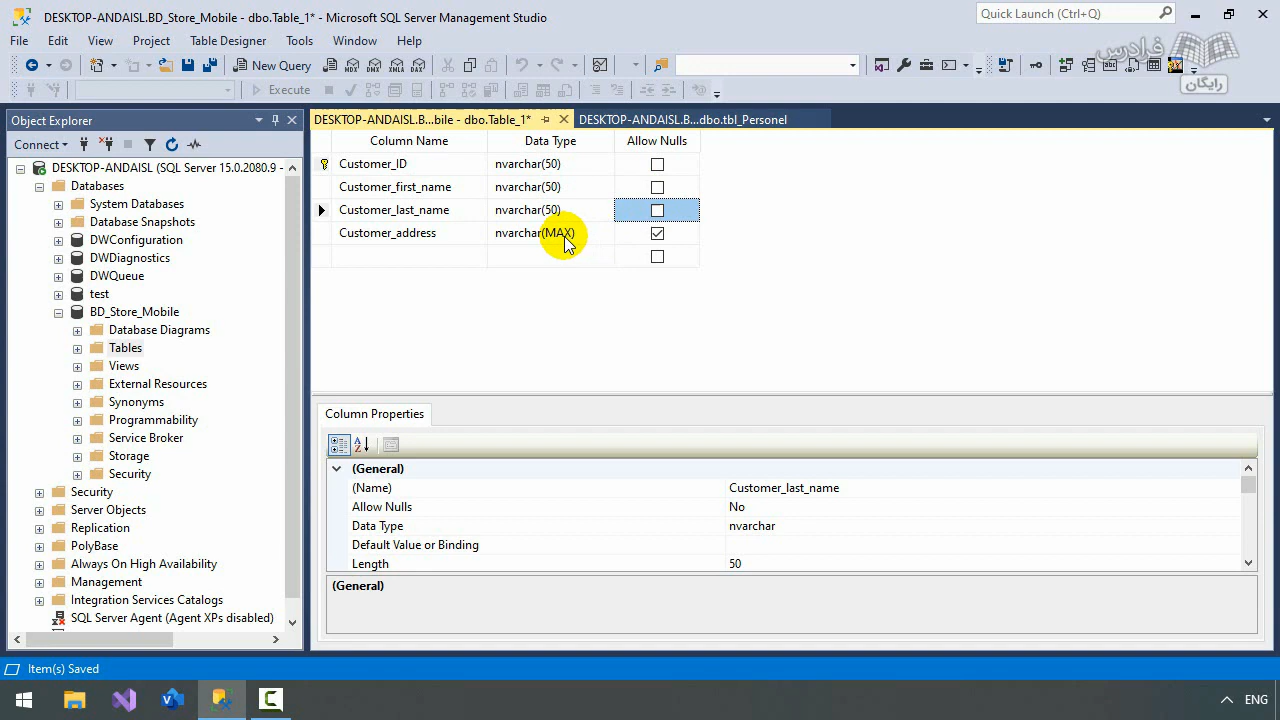 DESKTOP-ANDAISL.BD_Store_Mobile - dbo.Table_1* - Microsoft SQL Server Management Studio
Quick Launch (Ctrl+Q)
File Edit View Project Table Designer Tools Window Help
New Query
MDX DMX XMLA DAX
Execute
فرادرس
رایگان
Object Explorer
Connect
DESKTOP-ANDAISL (SQL Server 15.0.2080.9 -
Databases
System Databases
Database Snapshots
DWConfiguration
DWDiagnostics
DWQueue
test
BD_Store_Mobile
Database Diagrams
Tables
Views
External Resources
Synonyms
Programmability
Service Broker
Storage
Security
Security
Server Objects
Replication
PolyBase
Always On High Availability
Management
Integration Services Catalogs
SQL Server Agent (Agent XPs disabled)
DESKTOP-ANDAISL.B...bile - dbo.Table_1*
DESKTOP-ANDAISL.B...dbo.tbl_Personel
Column Name Data Type Allow Nulls
Customer_ID nvarchar(50)
Customer_first_name nvarchar(50)
Customer_last_name nvarchar(50)
Customer_address nvarchar(MAX)
Column Properties
(General)
(Name) Customer_last_name
Allow Nulls No
Data Type nvarchar
Default Value or Binding
Length 50
(General)
Item(s) Saved
ENG